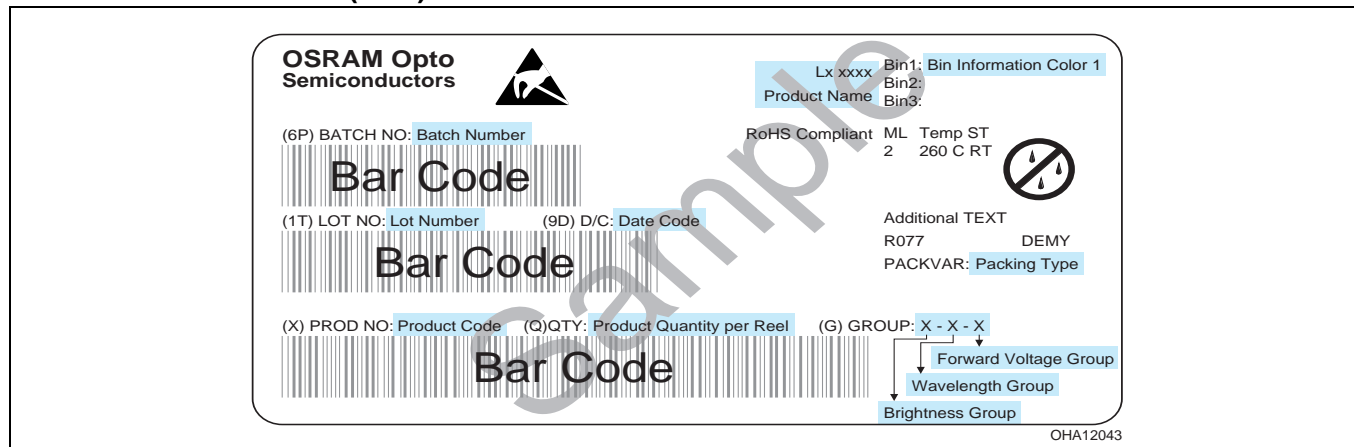 OSRAM Opto
Semiconductors
Lx xxxx
Product Name
Bin1: Bin Information Color 1
Bin2:
Bin3:
(6P) BATCH NO: Batch Number
Bar Code
RoHS Compliant ML Temp ST
2 260 C RT
(1T) LOT NO: Lot Number (9D) D/C: Date Code
Bar Code
Additional TEXT
R077 DEMY
PACKVAR: Packing Type
(X) PROD NO: Product Code (Q)QTY: Product Quantity per Reel (G) GROUP: X - X - X
Bar Code
Forward Voltage Group
Wavelength Group
Brightness Group
Sample
OHA12043